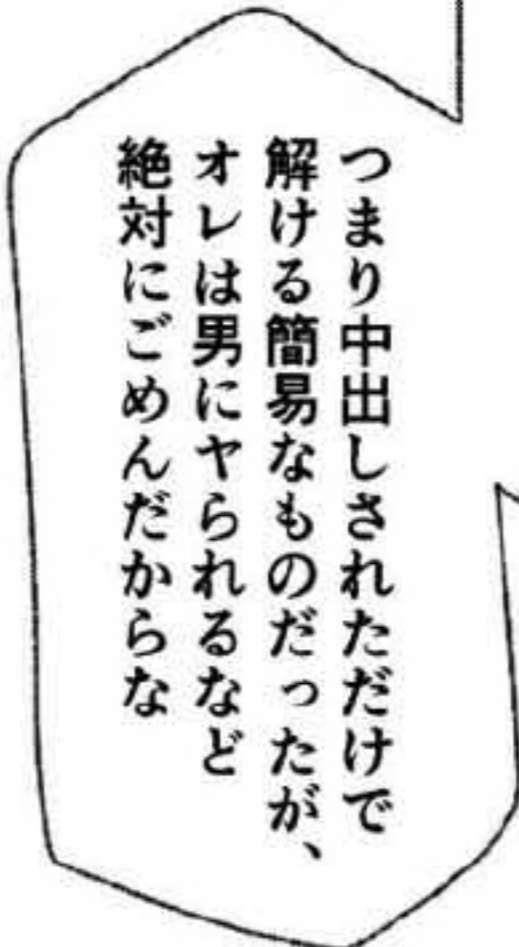 つまり中出しされただけで
解ける簡易なものだったが、
オレは男にヤられるなど
絶対にごめんだからな